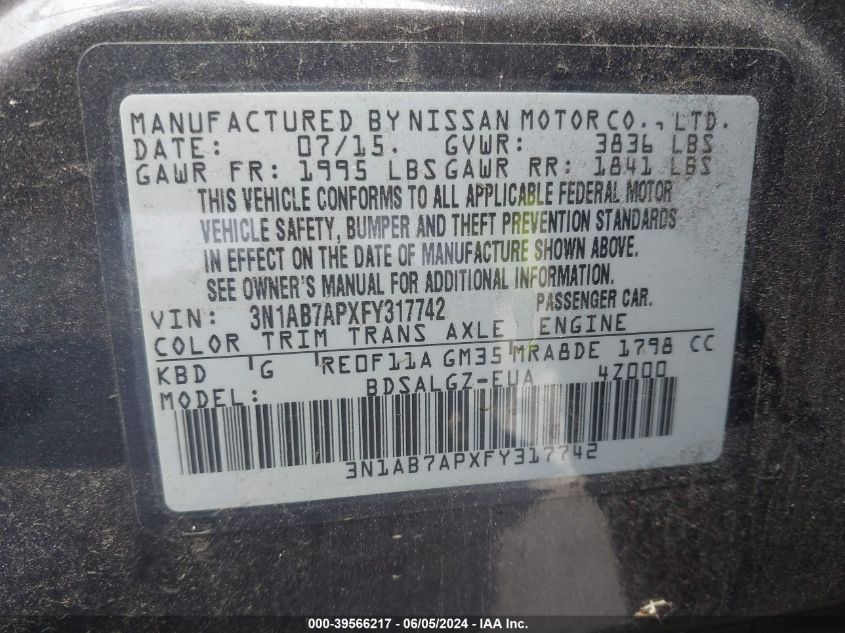 MANUFACTURED BY NISSAN MOTOR CO., LTD.
DATE: 07/15. GVWR: 3836 LBS
GAWR FR: 1995 LBS GAWR RR: 1841 LBS
THIS VEHICLE CONFORMS TO ALL APPLICABLE FEDERAL MOTOR
VEHICLE SAFETY, BUMPER AND THEFT PREVENTION STANDARDS
IN EFFECT ON THE DATE OF MANUFACTURE SHOWN ABOVE.
SEE OWNER'S MANUAL FOR ADDITIONAL INFORMATION.
VIN: 3N1AB7APXFY317742 PASSENGER CAR.
COLOR TRIM TRANS AXLE ENGINE
KBD G RE0F11A GM35 MRA8DE 1798 CC
MODEL: BDSALGZ-EUA 4Z000
3N1AB7APXFY317742
000-39566217 - 06/05/2024 - © IAA, Inc.